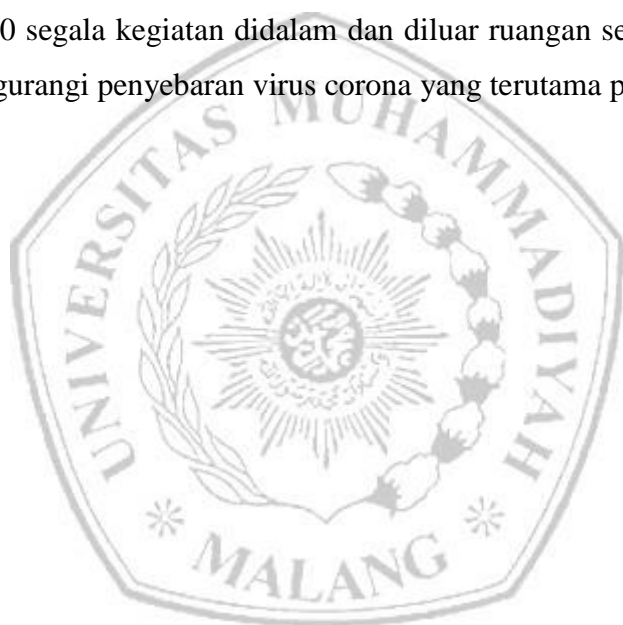 0 segala kegiatan didalam dan diluar ruangan se
gurangi penyebaran virus corona yang terutama p
UNIVERSITAS MUHAMMADIYAH
MALANG